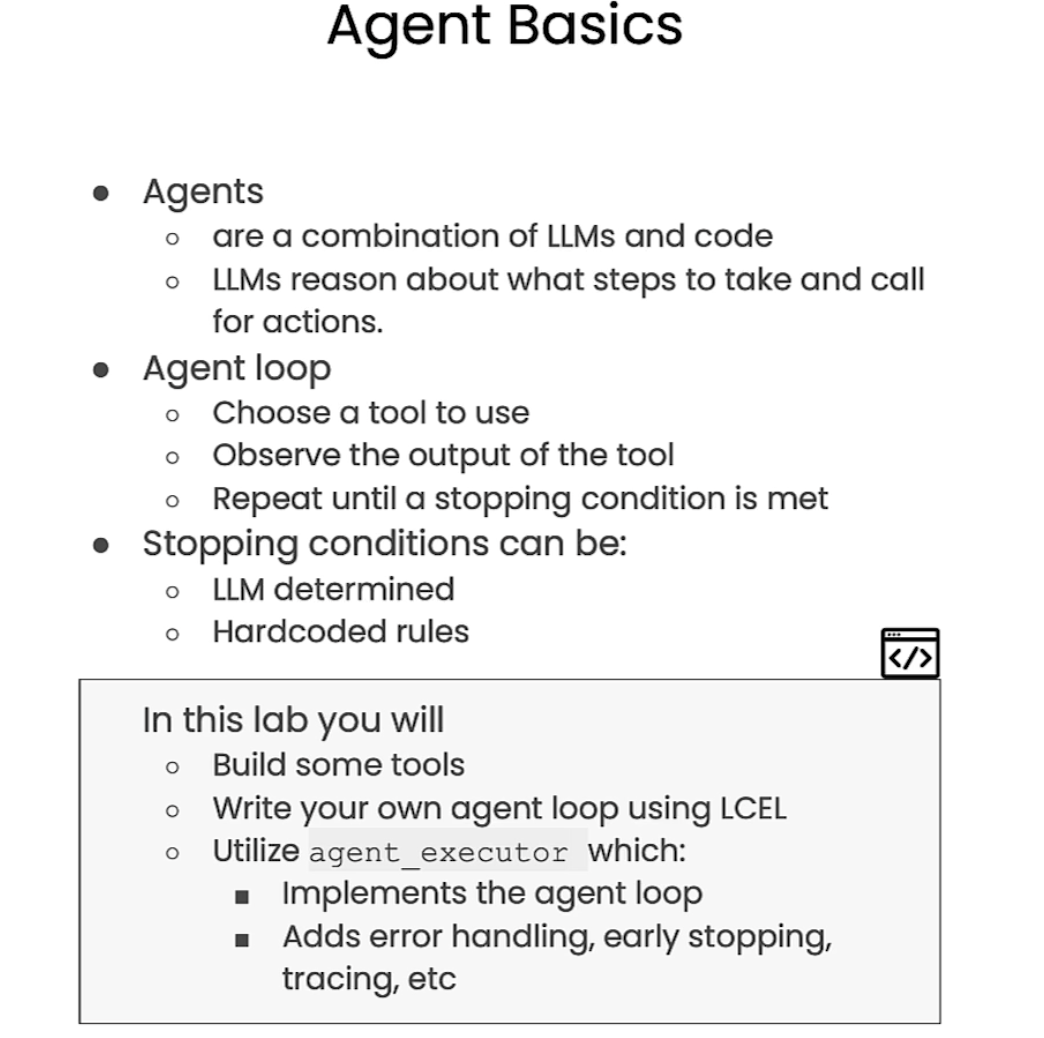 Agent Basics
● Agents
○ are a combination of LLMs and code
○ LLMs reason about what steps to take and call
for actions.
● Agent loop
○ Choose a tool to use
○ Observe the output of the tool
○ Repeat until a stopping condition is met
● Stopping conditions can be:
○ LLM determined
○ Hardcoded rules
</>
In this lab you will
○ Build some tools
○ Write your own agent loop using LCEL
○ Utilize agent_executor which:
■ Implements the agent loop
■ Adds error handling, early stopping,
tracing, etc